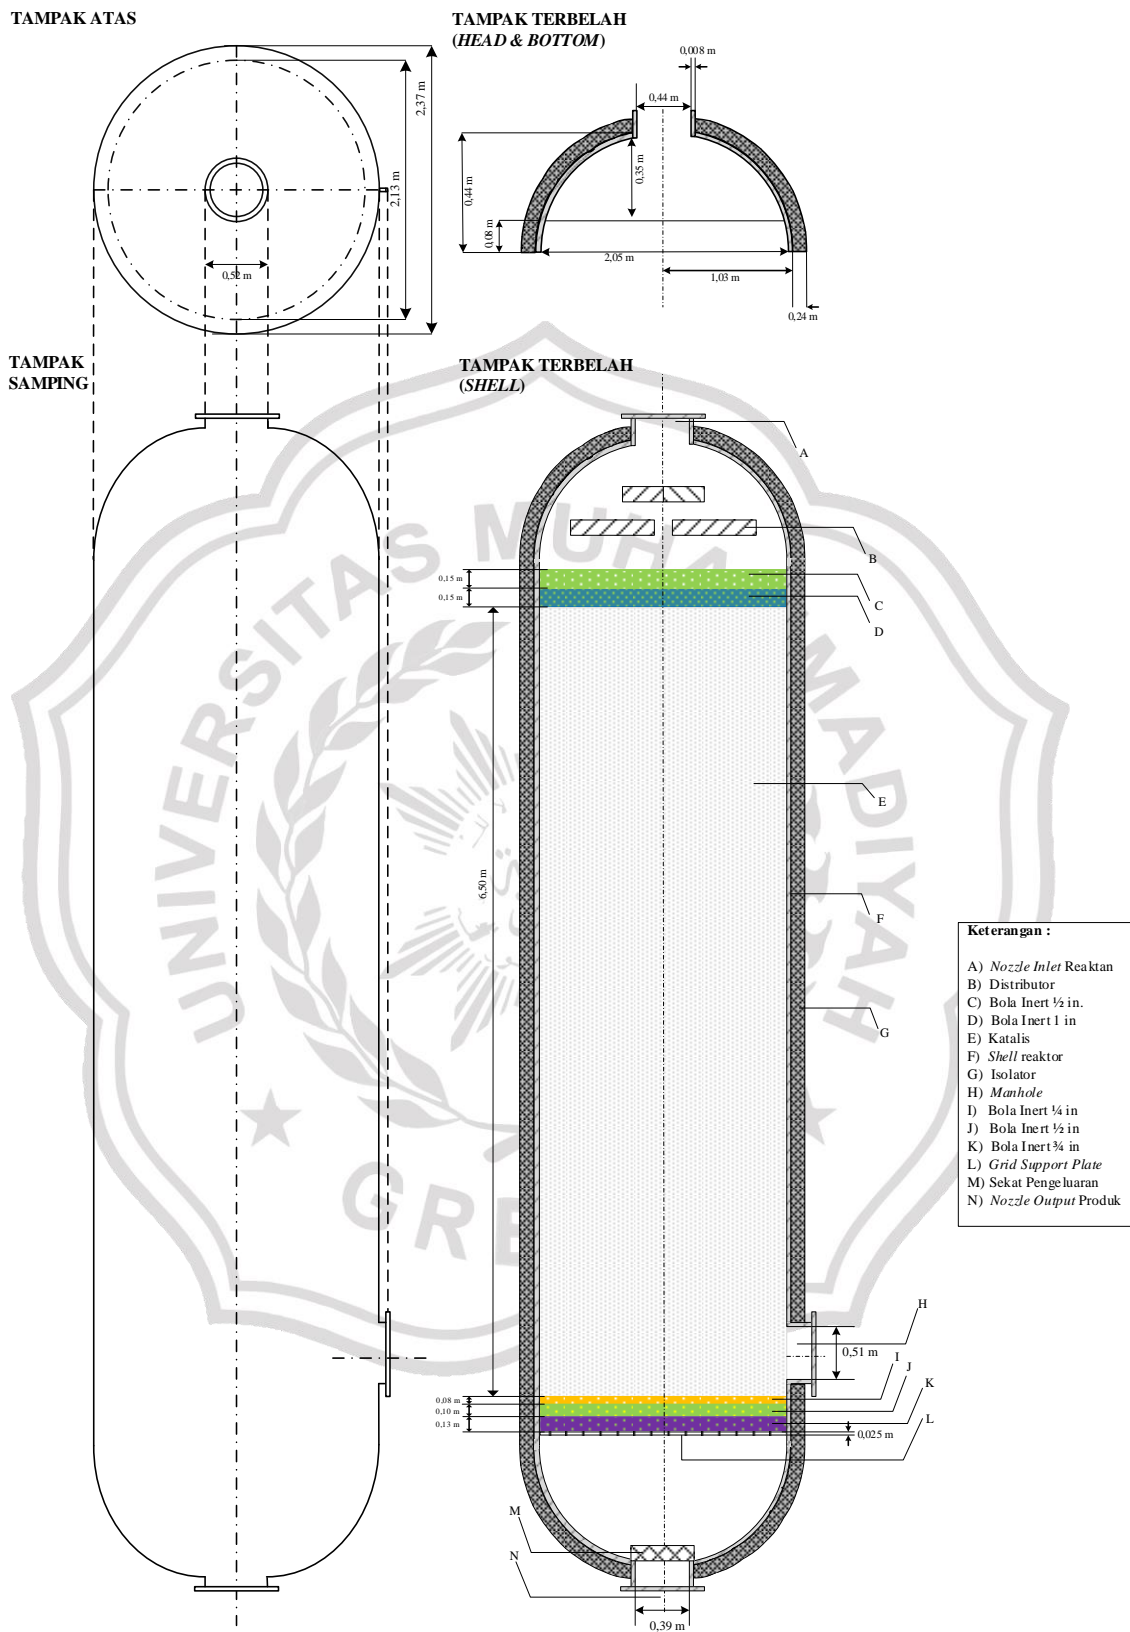 TAMPAK ATAS
TAMPAK TERBELAH
(HEAD & BOTTOM)
0,008 m
0,44 m
2,37 m
2,13 m
0,52 m
0,44 m
0,35 m
0,08 m
2,05 m
1,03 m
0,24 m
TAMPAK
SAMPING
TAMPAK TERBELAH
(SHELL)
A
B
0,15 m
0,15 m
C
D
E
6,50 m
F
G
Keterangan :
A) Nozzle Inlet Reaktan
B) Distributor
C) Bola Inert ½ in.
D) Bola Inert 1 in
E) Katalis
F) Shell reaktor
G) Isolator
H) Manhole
I) Bola Inert ¼ in
J) Bola Inert ½ in
K) Bola Inert ¾ in
L) Grid Support Plate
M) Sekat Pengeluaran
N) Nozzle Output Produk
H
0,51 m
I
J
K
L
0,08 m
0,10 m
0,13 m
0,025 m
M
N
0,39 m
UNIVERSITAS MUHAMMADIYAH
GRE